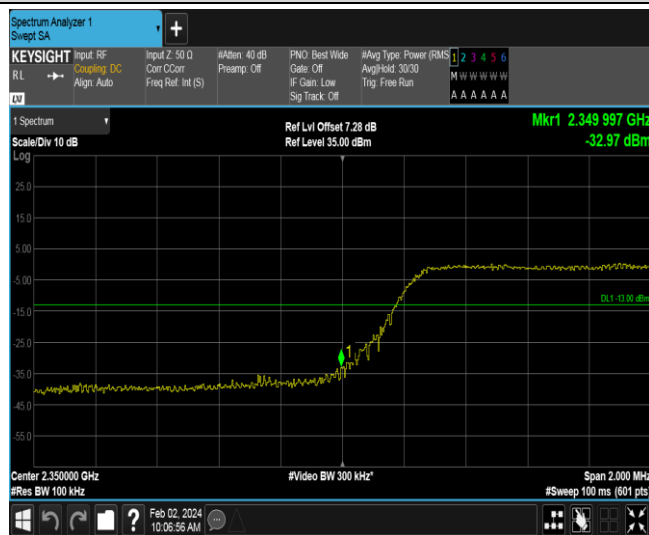 Spectrum Analyzer 1
Swept SA
+
KEYSIGHT
RL
LXI
Input: RF
Coupling: DC
Align: Auto
Input Z: 50 Ω
Corr CCorr
Freq Ref: Int (S)
#Atten: 40 dB
Preamp: Off
PNO: Best Wide
Gate: Off
IF Gain: Low
Sig Track: Off
#Avg Type: Power (RMS
Avg|Hold: 30/30
Trig: Free Run
1 2 3 4 5 6
M W W W W W
A A A A A A
1 Spectrum
Scale/Div 10 dB
Log
Ref Lvl Offset 7.28 dB
Ref Level 35.00 dBm
Mkr1 2.349 997 GHz
-32.97 dBm
25.0
15.0
5.00
-5.00
-15.0
-25.0
-35.0
-45.0
-55.0
DL1 -13.00 dBm
1
Center 2.350000 GHz
#Res BW 100 kHz
#Video BW 300 kHz*
Span 2.000 MHz
#Sweep 100 ms (601 pts)
?
Feb 02, 2024
10:06:56 AM